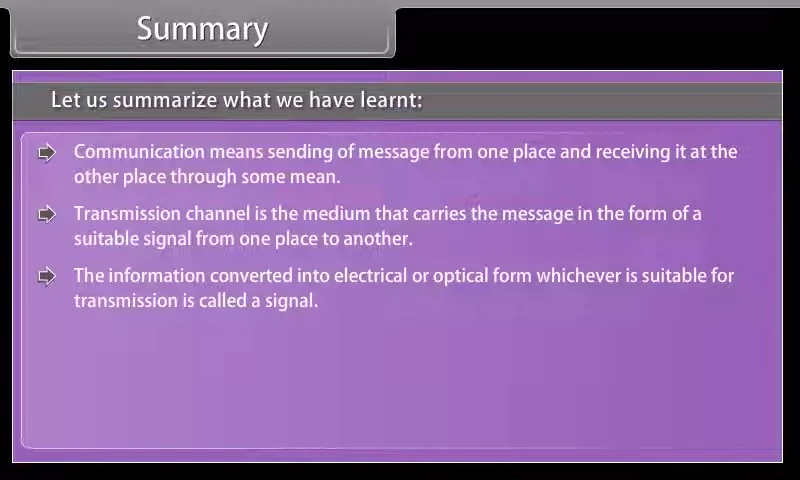 Summary
Let us summarize what we have learnt:
Communication means sending of message from one place and receiving it at the
other place through some mean.
Transmission channel is the medium that carries the message in the form of a
suitable signal from one place to another.
The information converted into electrical or optical form whichever is suitable for
transmission is called a signal.